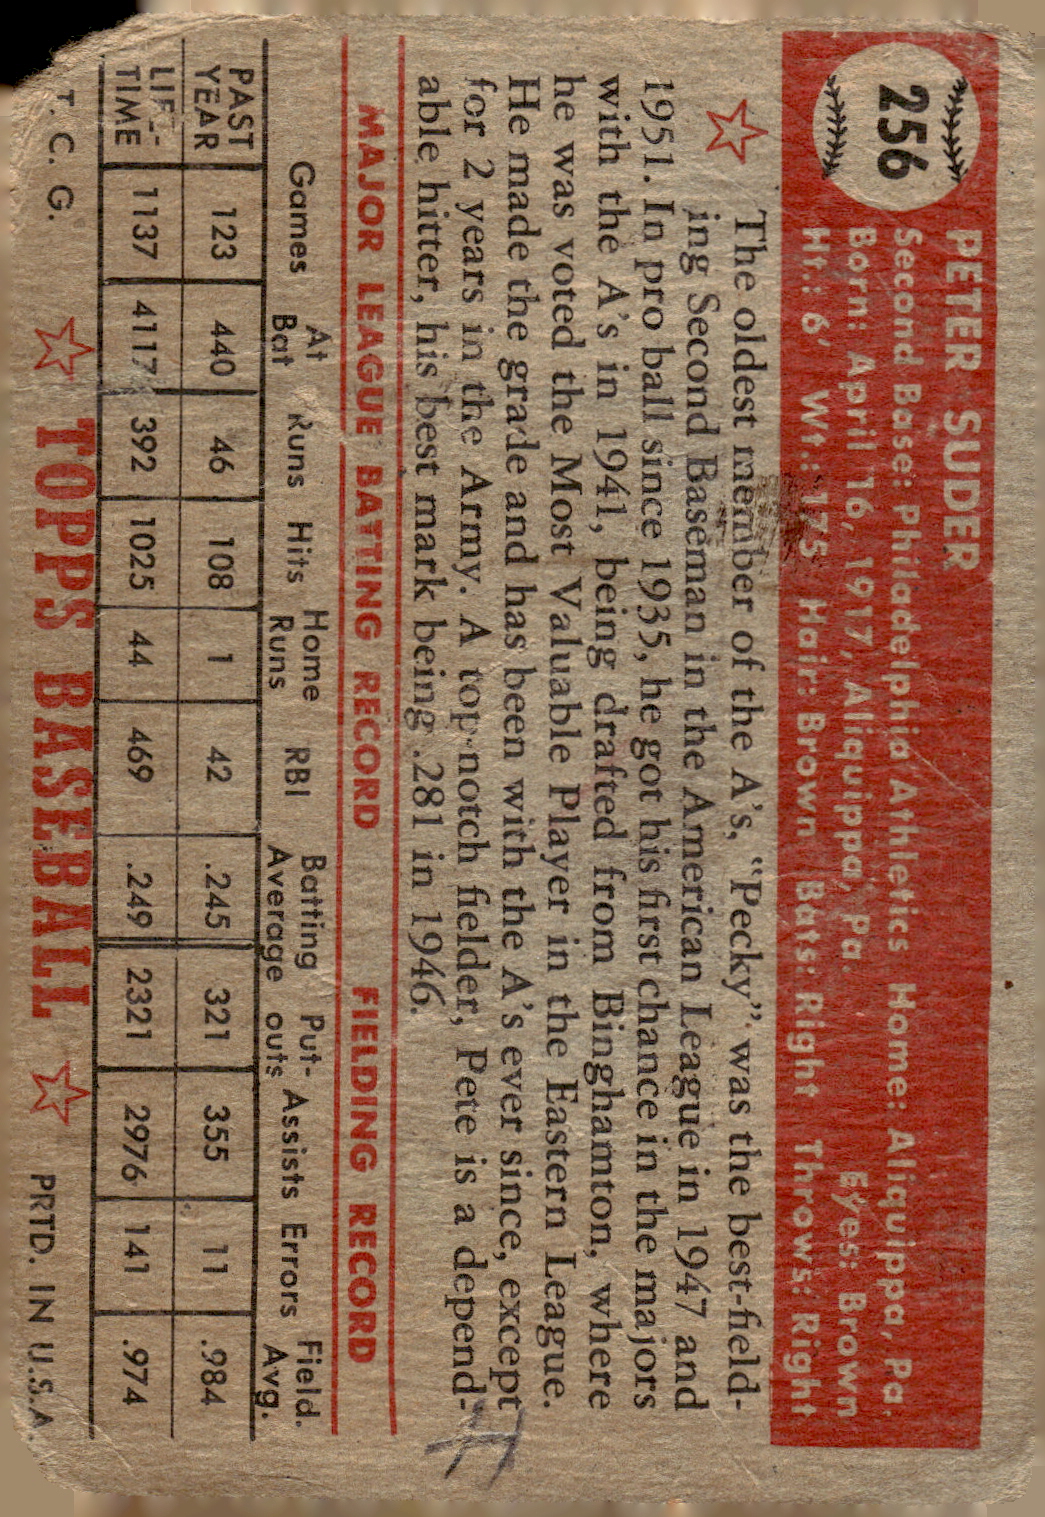 256
PETER SUDER
Second Base: Philadelphia Athletics Home: Aliquippa, Pa.
Born: April 16, 1917, Aliquippa, Pa. Eyes: Brown
Ht.: 6' Wt.: 175 Hair: Brown Bats: Right Throws: Right
The oldest member of the A's, "Pecky" was the best-field-
ing Second Baseman in the American League in 1947 and
1951. In pro ball since 1935, he got his first chance in the majors
with the A's in 1941, being drafted from Binghamton, where
he was voted the Most Valuable Player in the Eastern League.
He made the grade and has been with the A's ever since, except
for 2 years in the Army. A top-notch fielder, Pete is a depend-
able hitter, his best mark being .281 in 1946.
MAJOR LEAGUE BATTING RECORD FIELDING RECORD
Games At Bat Runs Hits Home Runs RBI Batting Average Put-outs Assists Errors Field. Avg.
PAST YEAR 123 440 46 108 1 42 .245 321 355 11 .984
LIFE TIME 1137 4117 392 1025 44 469 .249 2321 2976 141 .974
T. C. G. TOPPS BASEBALL PRTD. IN U.S.A.